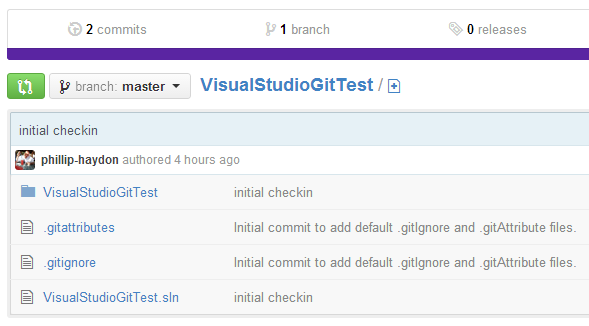 2 commits 1 branch 0 releases
branch: master VisualStudioGitTest /
initial checkin
phillip-haydon authored 4 hours ago
VisualStudioGitTest initial checkin
.gitattributes Initial commit to add default .gitIgnore and .gitAttribute files.
.gitignore Initial commit to add default .gitIgnore and .gitAttribute files.
VisualStudioGitTest.sln initial checkin